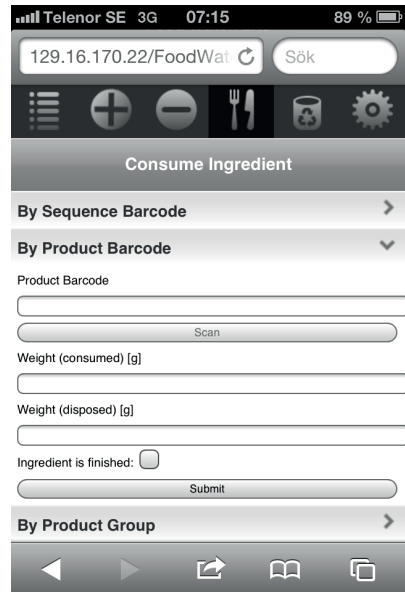 Telenor SE 3G 07:15 89 %
129.16.170.22/FoodWat Sök
Consume Ingredient
By Sequence Barcode
By Product Barcode
Product Barcode
Scan
Weight (consumed) [g]
Weight (disposed) [g]
Ingredient is finished:
Submit
By Product Group